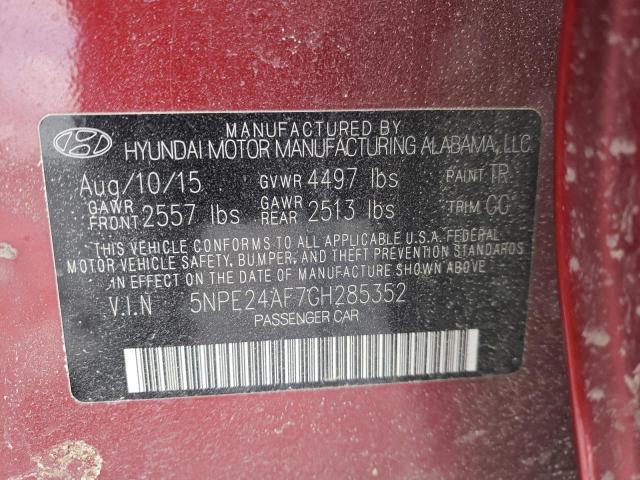 MANUFACTURED BY
HYUNDAI MOTOR MANUFACTURING ALABAMA, LLC
Aug/10/15 GVWR 4497 lbs PAINT TR
GAWR FRONT 2557 lbs GAWR REAR 2513 lbs TRIM GG
THIS VEHICLE CONFORMS TO ALL APPLICABLE U.S.A. FEDERAL
MOTOR VEHICLE SAFETY, BUMPER, AND THEFT PREVENTION STANDARDS
IN EFFECT ON THE DATE OF MANUFACTURE SHOWN ABOVE.
V.I.N 5NPE24AF7GH285352
PASSENGER CAR